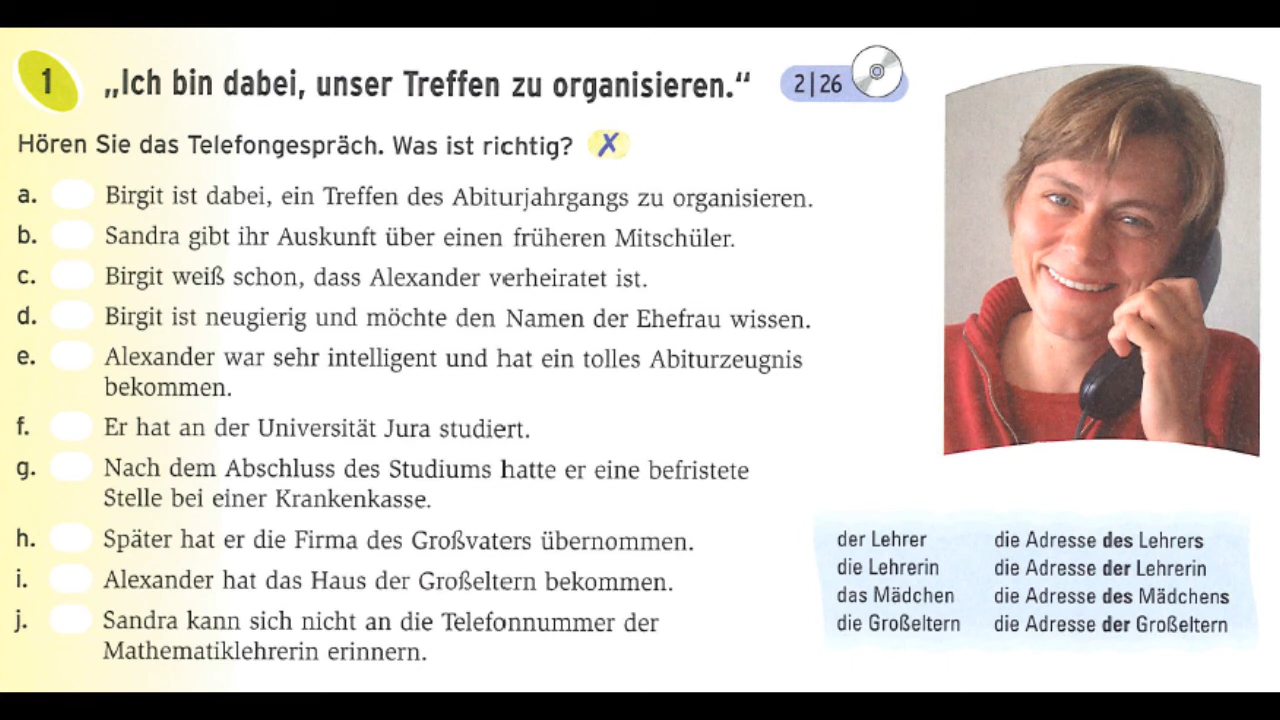 1 „Ich bin dabei, unser Treffen zu organisieren.“ 2|26
Hören Sie das Telefongespräch. Was ist richtig? X
a. Birgit ist dabei, ein Treffen des Abiturjahrgangs zu organisieren.
b. Sandra gibt ihr Auskunft über einen früheren Mitschüler.
c. Birgit weiß schon, dass Alexander verheiratet ist.
d. Birgit ist neugierig und möchte den Namen der Ehefrau wissen.
e. Alexander war sehr intelligent und hat ein tolles Abiturzeugnis
bekommen.
f. Er hat an der Universität Jura studiert.
g. Nach dem Abschluss des Studiums hatte er eine befristete
Stelle bei einer Krankenkasse.
h. Später hat er die Firma des Großvaters übernommen.
i. Alexander hat das Haus der Großeltern bekommen.
j. Sandra kann sich nicht an die Telefonnummer der
Mathematiklehrerin erinnern.
der Lehrer die Adresse des Lehrers
die Lehrerin die Adresse der Lehrerin
das Mädchen die Adresse des Mädchens
die Großeltern die Adresse der Großeltern